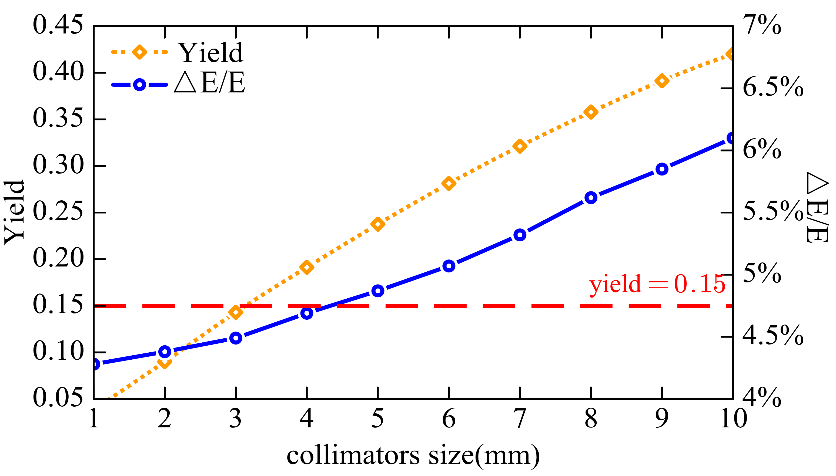 0.45
0.40
0.35
0.30
0.25
0.20
0.15
0.10
0.05
Yield
Yield
△E/E
yield = 0.15
7%
6.5%
6%
5.5%
5%
4.5%
4%
△E/E
1 2 3 4 5 6 7 8 9 10
collimators size(mm)